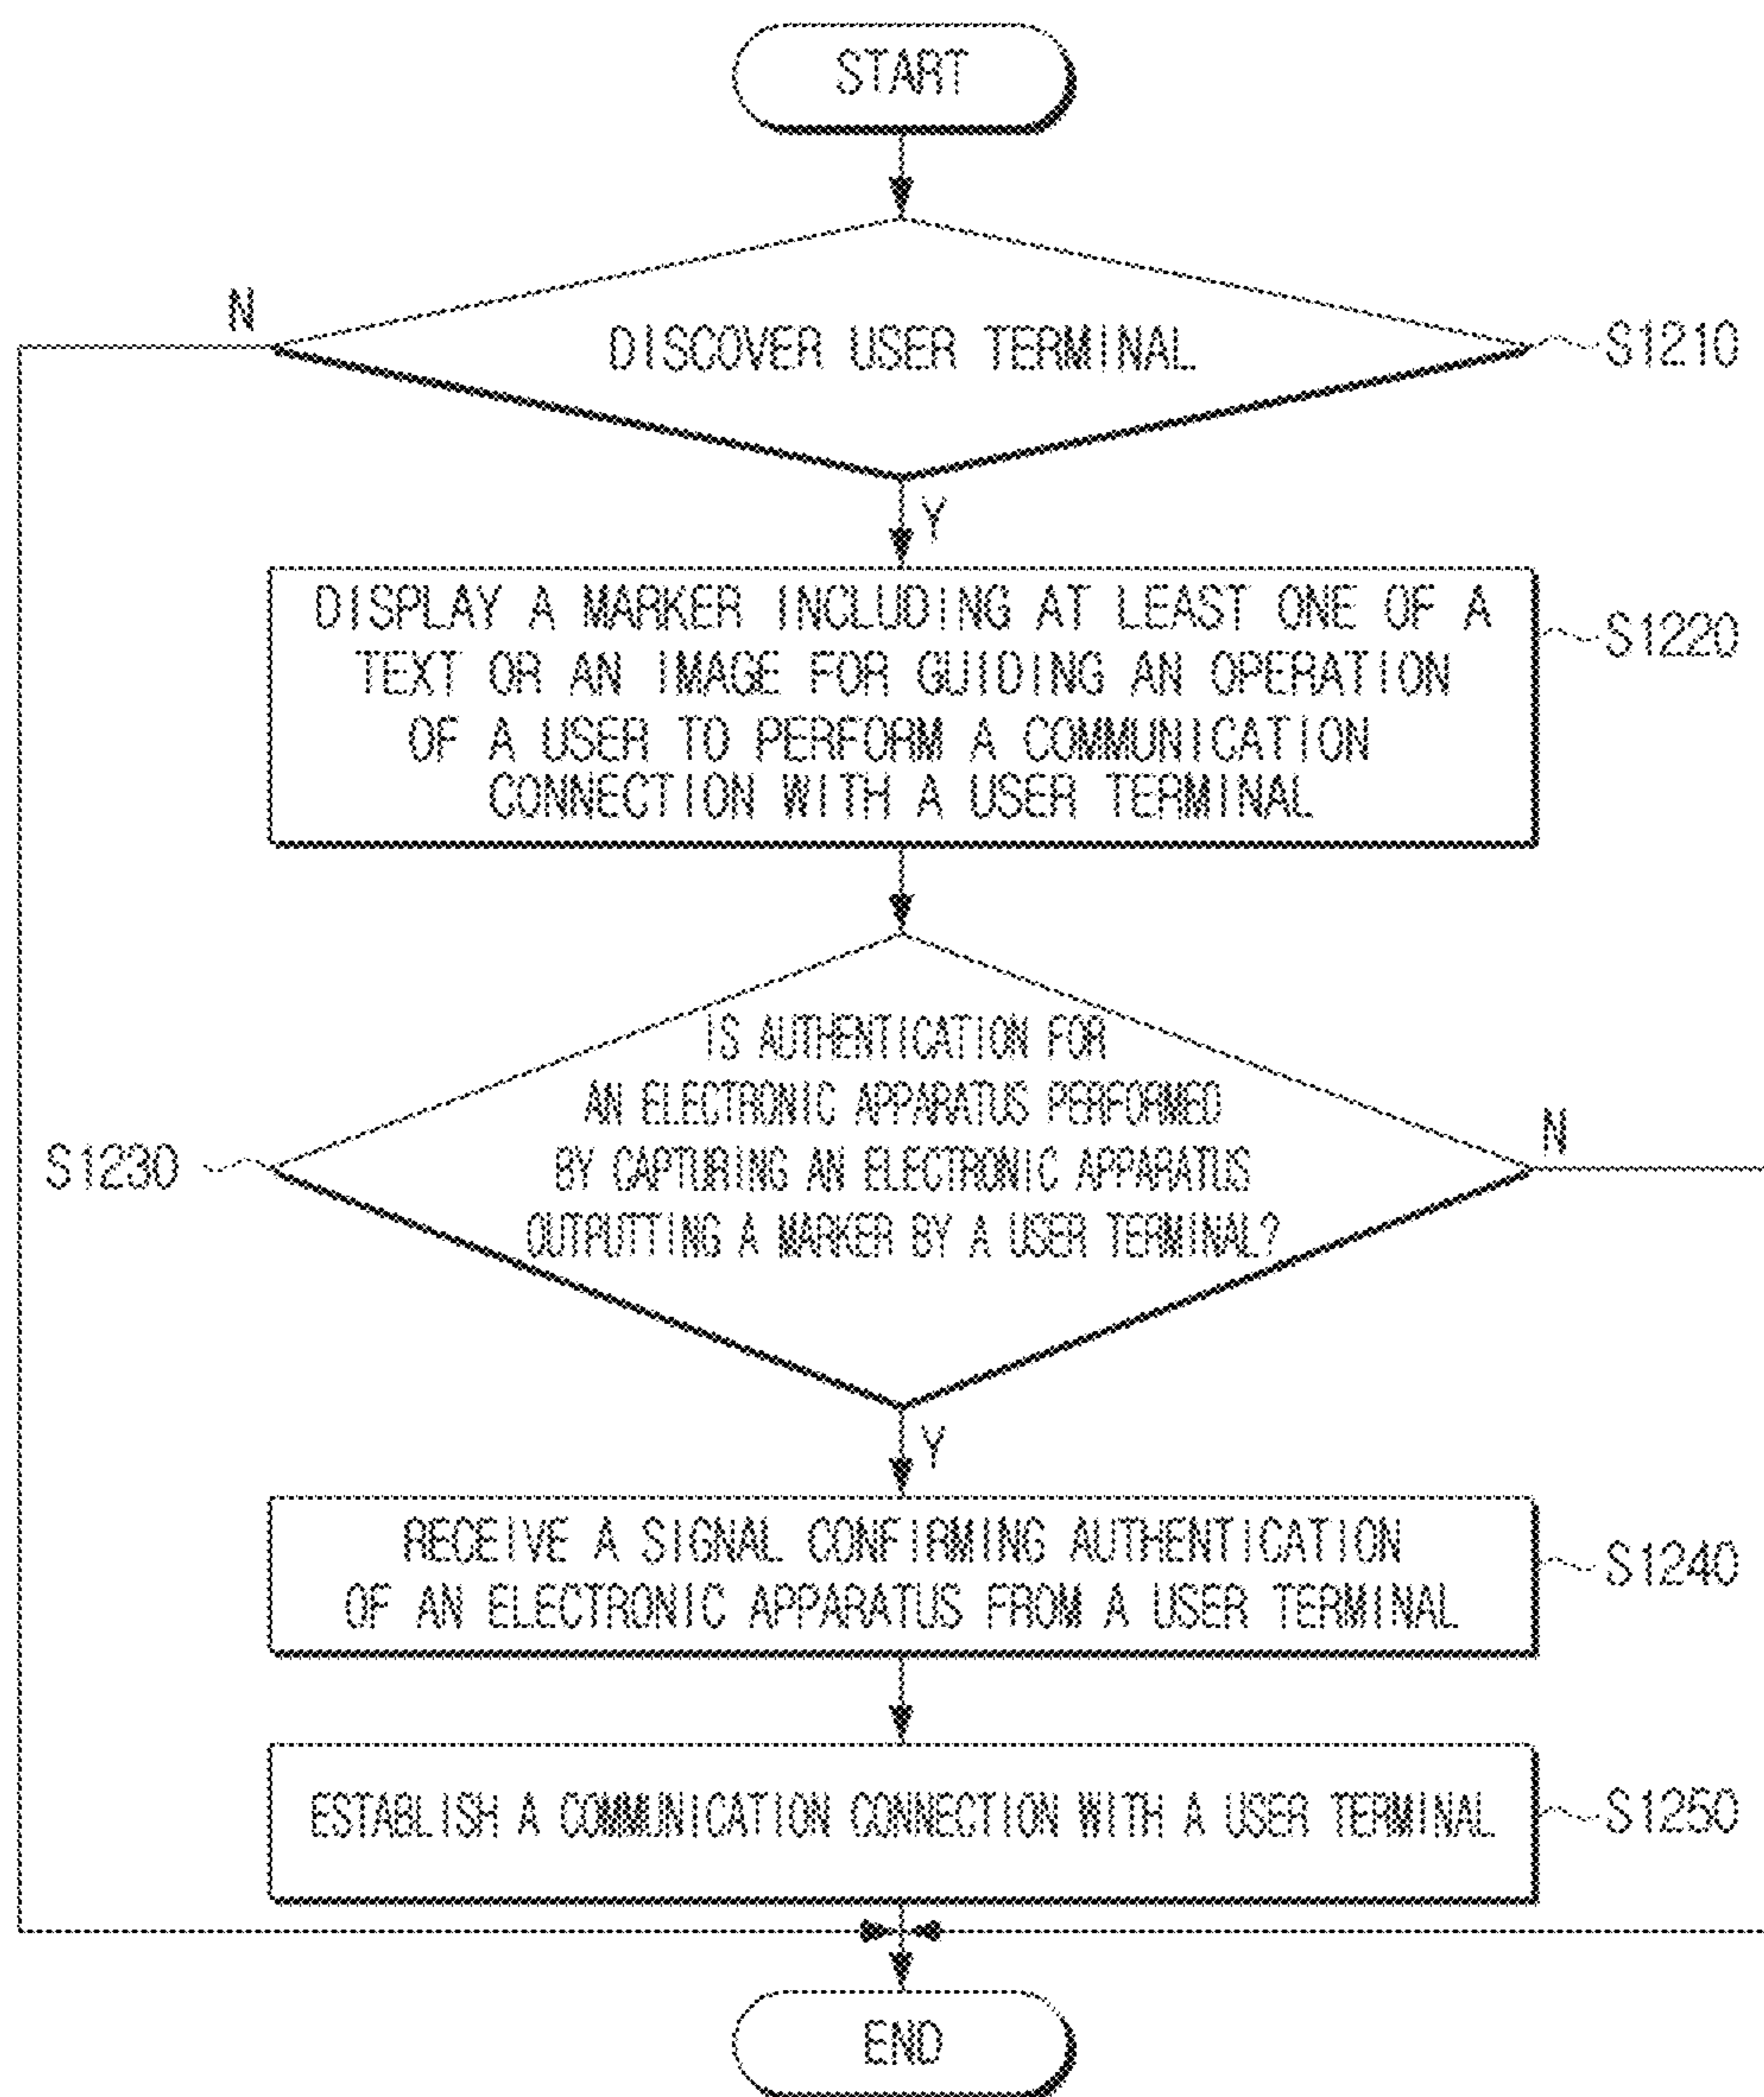 START
N
DISCOVER USER TERMINAL
S1210
Y
DISPLAY A MARKER INCLUDING AT LEAST ONE OF A
TEXT OR AN IMAGE FOR GUIDING AN OPERATION
OF A USER TO PERFORM A COMMUNICATION
CONNECTION WITH A USER TERMINAL
S1220
IS AUTHENTICATION FOR
AN ELECTRONIC APPARATUS PERFORMED
BY CAPTURING AN ELECTRONIC APPARATUS
OUTPUTTING A MARKER BY A USER TERMINAL?
S1230
N
Y
RECEIVE A SIGNAL CONFIRMING AUTHENTICATION
OF AN ELECTRONIC APPARATUS FROM A USER TERMINAL
S1240
ESTABLISH A COMMUNICATION CONNECTION WITH A USER TERMINAL
S1250
END